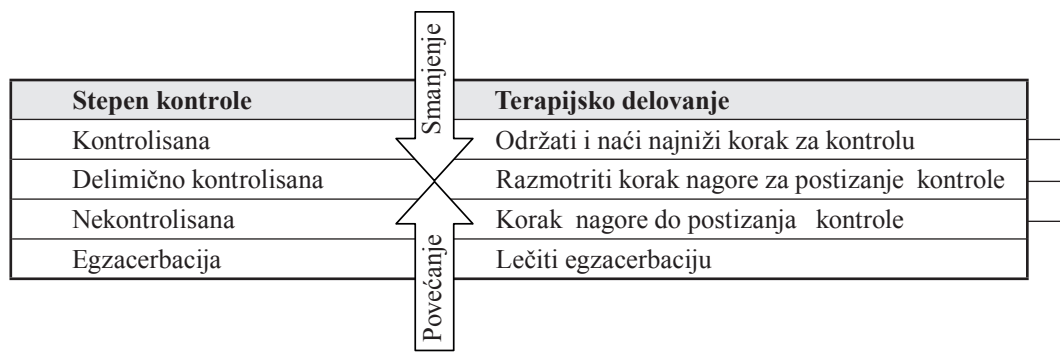 Smanjenje
Stepen kontrole Terapijsko delovanje
Kontrolisana Održati i naći najniži korak za kontrolu
Delimično kontrolisana Razmotriti korak nagore za postizanje kontrole
Nekontrolisana Korak nagore do postizanja kontrole
Egzacerbacija Lečiti egzacerbaciju
Povećanje